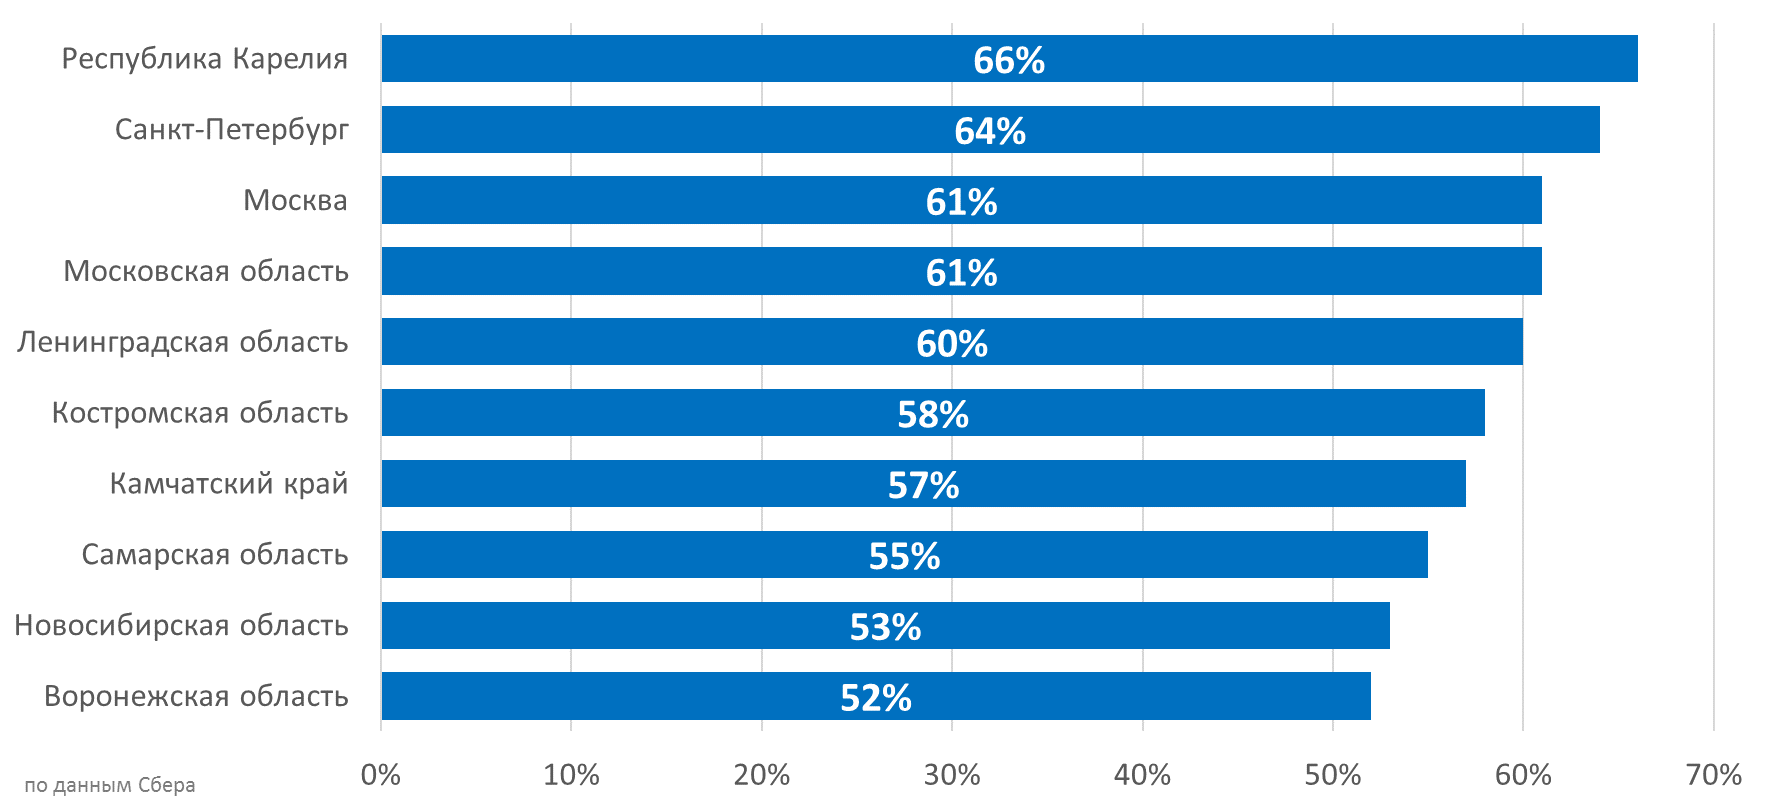 Республика Карелия 66%
Санкт-Петербург 64%
Москва 61%
Московская область 61%
Ленинградская область 60%
Костромская область 58%
Камчатский край 57%
Самарская область 55%
Новосибирская область 53%
Воронежская область 52%
0% 10% 20% 30% 40% 50% 60% 70%
по данным Сбера